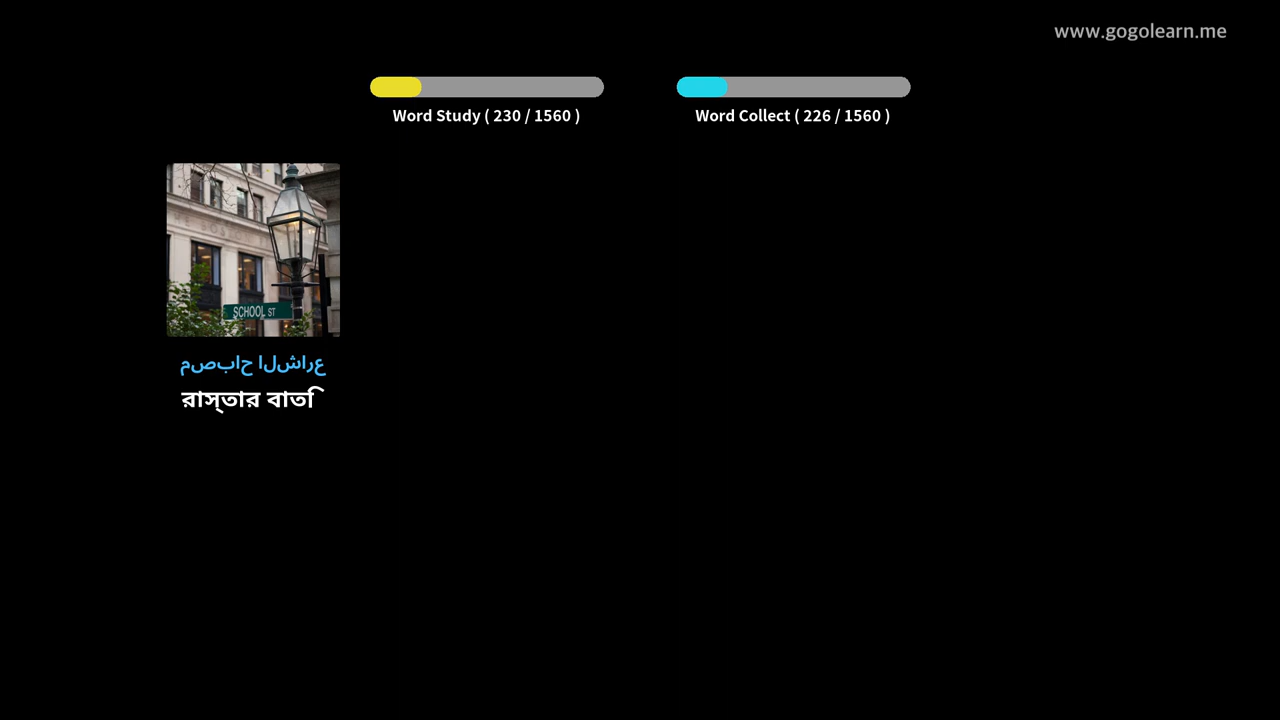 www.gogolearn.me
Word Study ( 230 / 1560 )
Word Collect ( 226 / 1560 )
SCHOOL ST
مصباح الشارع
রাস্তার বাতি